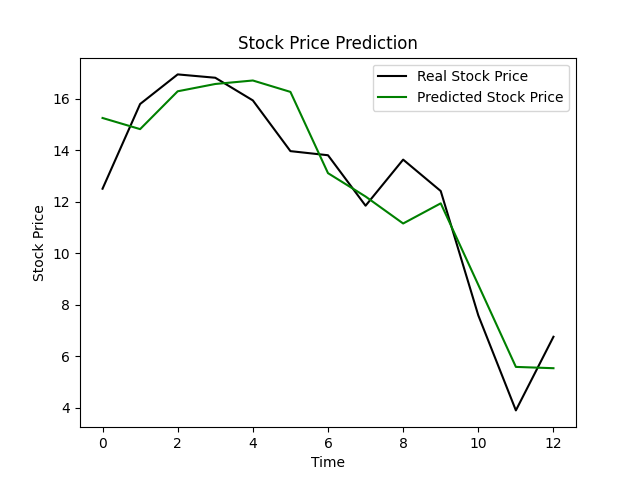 Stock Price Prediction
Real Stock Price
Predicted Stock Price
Stock Price
16
14
12
10
8
6
4
0 2 4 6 8 10 12
Time